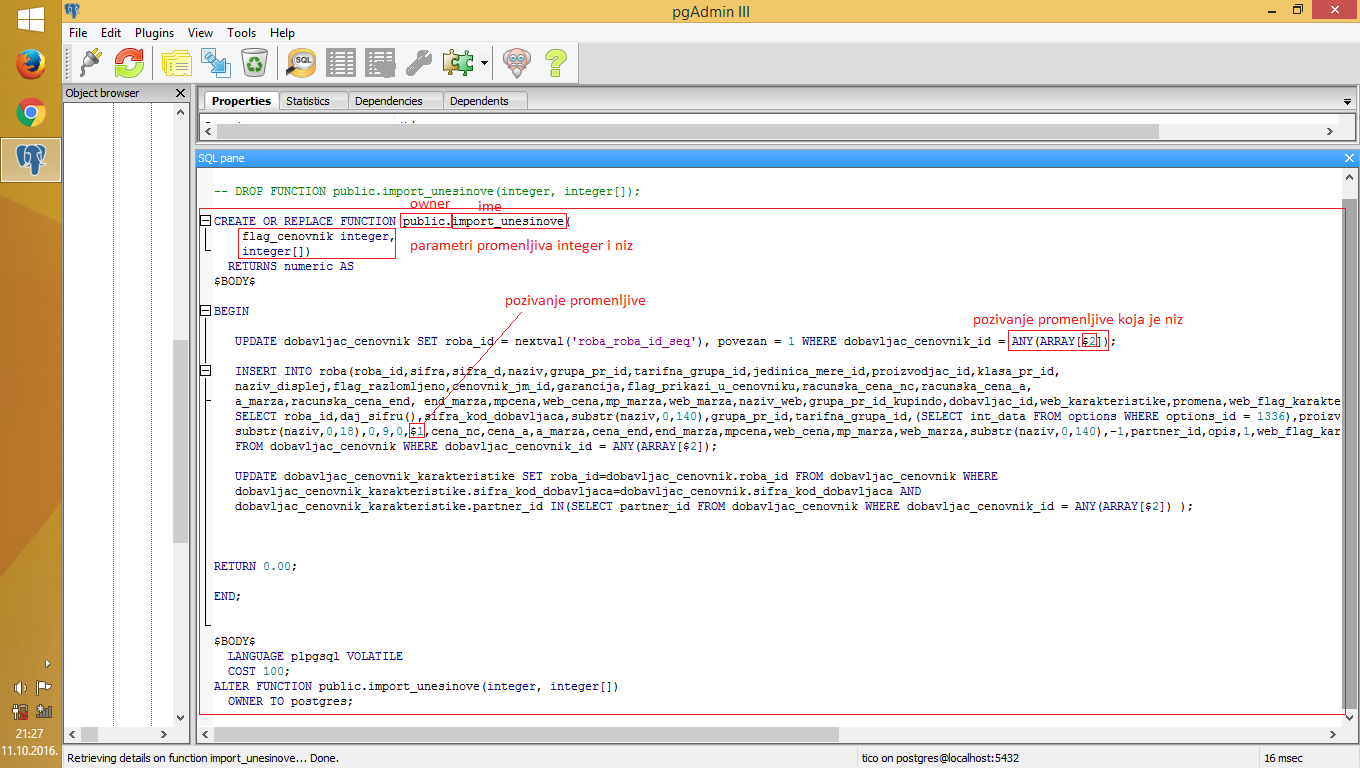 pgAdmin III
File Edit Plugins View Tools Help
SQL
Object browser
Properties Statistics Dependencies Dependents
SQL pane
-- DROP FUNCTION public.import_unesinove(integer, integer[]);
owner ime
CREATE OR REPLACE FUNCTION public.import_unesinove(
flag_cenovnik integer,
integer[])
parametri promenljiva integer i niz
RETURNS numeric AS
$BODY$
pozivanje promenljive
BEGIN
pozivanje promenljive koja je niz
UPDATE dobavljac_cenovnik SET roba_id = nextval('roba_roba_id_seq'), povezan = 1 WHERE dobavljac_cenovnik_id = ANY(ARRAY[$2]);
INSERT INTO roba(roba_id,sifra,sifra_d,naziv,grupa_pr_id,tarifna_grupa_id,jedinica_mere_id,proizvodjac_id,klasa_pr_id,
naziv_displej,flag_razlomljeno,cenovnik_jm_id,garancija,flag_prikazi_u_cenovniku,racunska_cena_nc,racunska_cena_a,
a_marza,racunska_cena_end, end_marza,mpcena,web_cena,mp_marza,web_marza,naziv_web,grupa_pr_id_kupindo,dobavljac_id,web_karakteristike,promena,web_flag_karakte
SELECT roba_id,daj_sifru(),sifra_kod_dobavljaca,substr(naziv,0,140),grupa_pr_id,tarifna_grupa_id,(SELECT int_data FROM options WHERE options_id = 1336),proizv
substr(naziv,0,18),0,9,0,$1,cena_nc,cena_a,a_marza,cena_end,end_marza,mpcena,web_cena,mp_marza,web_marza,substr(naziv,0,140),-1,partner_id,opis,1,web_flag_kar
FROM dobavljac_cenovnik WHERE dobavljac_cenovnik_id = ANY(ARRAY[$2]);
UPDATE dobavljac_cenovnik_karakteristike SET roba_id=dobavljac_cenovnik.roba_id FROM dobavljac_cenovnik WHERE
dobavljac_cenovnik_karakteristike.sifra_kod_dobavljaca=dobavljac_cenovnik.sifra_kod_dobavljaca AND
dobavljac_cenovnik_karakteristike.partner_id IN(SELECT partner_id FROM dobavljac_cenovnik WHERE dobavljac_cenovnik_id = ANY(ARRAY[$2]) );
RETURN 0.00;
END;
$BODY$
LANGUAGE plpgsql VOLATILE
COST 100;
ALTER FUNCTION public.import_unesinove(integer, integer[])
OWNER TO postgres;
21:27
11.10.2016.
Retrieving details on function import_unesinove... Done.
tico on postgres@localhost:5432
16 msec